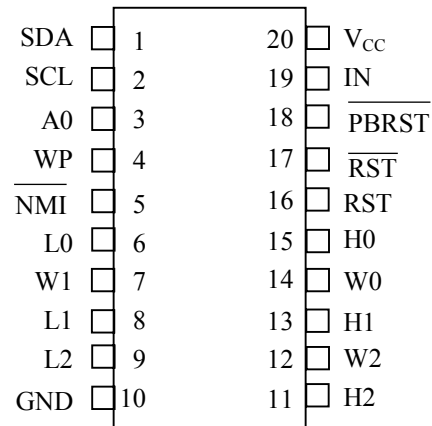 SDA 1 20 VCC
SCL 2 19 IN
A0 3 18 PBRST
WP 4 17 RST
NMI 5 16 RST
L0 6 15 H0
W1 7 14 W0
L1 8 13 H1
L2 9 12 W2
GND 10 11 H2